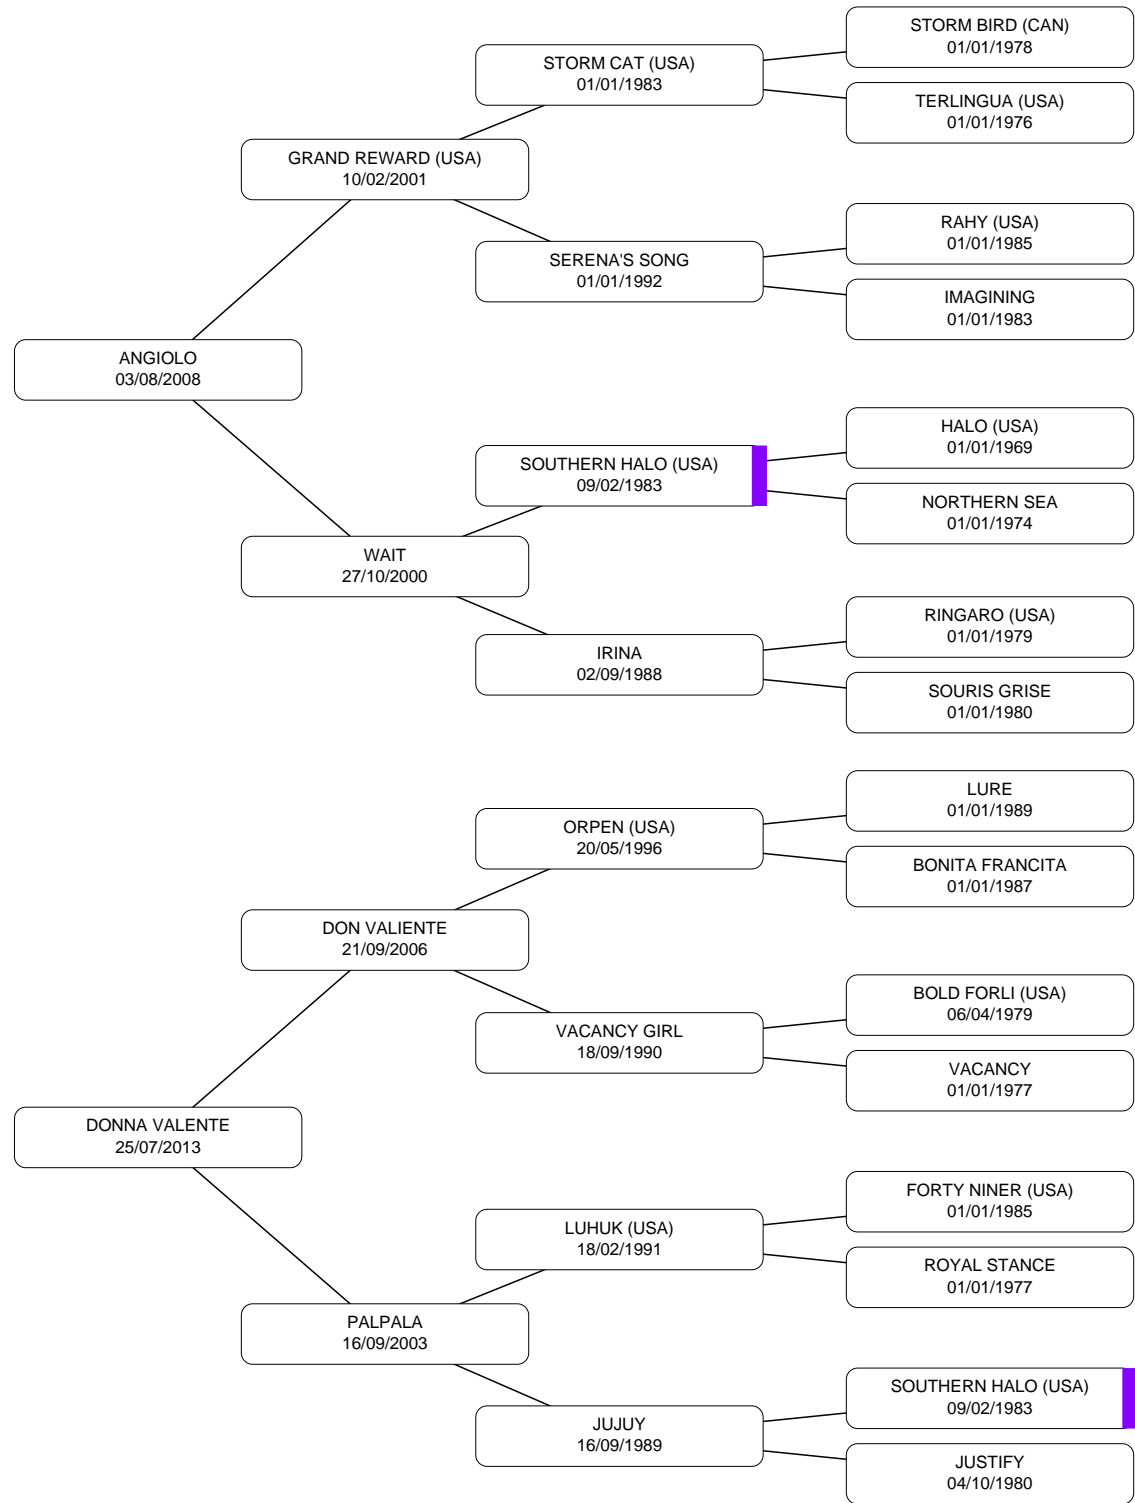 STORM BIRD (CAN)
01/01/1978
STORM CAT (USA)
01/01/1983
TERLINGUA (USA)
01/01/1976
GRAND REWARD (USA)
10/02/2001
RAHY (USA)
01/01/1985
SERENA'S SONG
01/01/1992
IMAGINING
01/01/1983
ANGIOLO
03/08/2008
HALO (USA)
01/01/1969
SOUTHERN HALO (USA)
09/02/1983
NORTHERN SEA
01/01/1974
WAIT
27/10/2000
RINGARO (USA)
01/01/1979
IRINA
02/09/1988
SOURIS GRISE
01/01/1980
LURE
01/01/1989
ORPEN (USA)
20/05/1996
BONITA FRANCITA
01/01/1987
DON VALIENTE
21/09/2006
BOLD FORLI (USA)
06/04/1979
VACANCY GIRL
18/09/1990
VACANCY
01/01/1977
DONNA VALENTE
25/07/2013
FORTY NINER (USA)
01/01/1985
LUHUK (USA)
18/02/1991
ROYAL STANCE
01/01/1977
PALPALA
16/09/2003
SOUTHERN HALO (USA)
09/02/1983
JUJUY
16/09/1989
JUSTIFY
04/10/1980